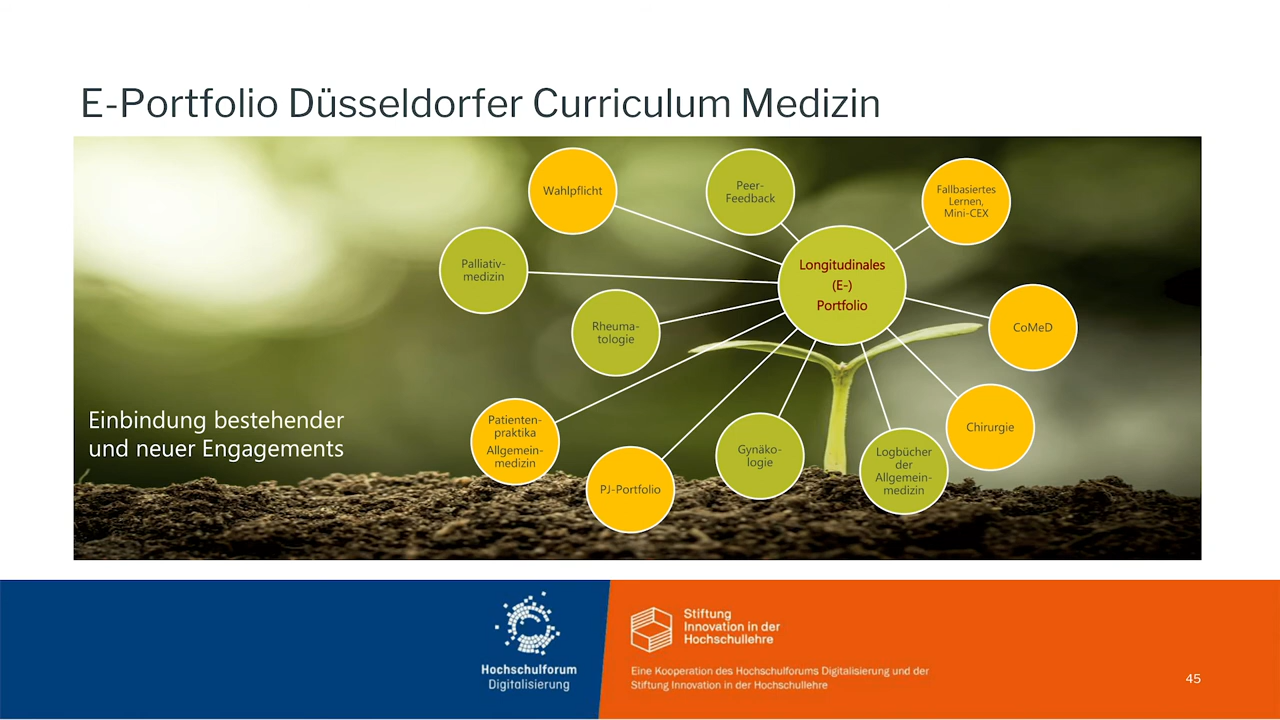 E-Portfolio Düsseldorfer Curriculum Medizin
Wahlpflicht
Peer-
Feedback
Fallbasiertes
Lernen,
Mini-CEX
Palliativ-
medizin
Longitudinales
(E-)
Portfolio
Rheuma-
tologie
CoMeD
Einbindung bestehender
und neuer Engagements
Patienten-
praktika
Allgemein-
medizin
PJ-Portfolio
Gynäko-
logie
Logbücher
der
Allgemein-
medizin
Chirurgie
Hochschulforum
Digitalisierung
Stiftung
Innovation in der
Hochschullehre
Eine Kooperation des Hochschulforums Digitalisierung und der
Stiftung Innovation in der Hochschullehre
45